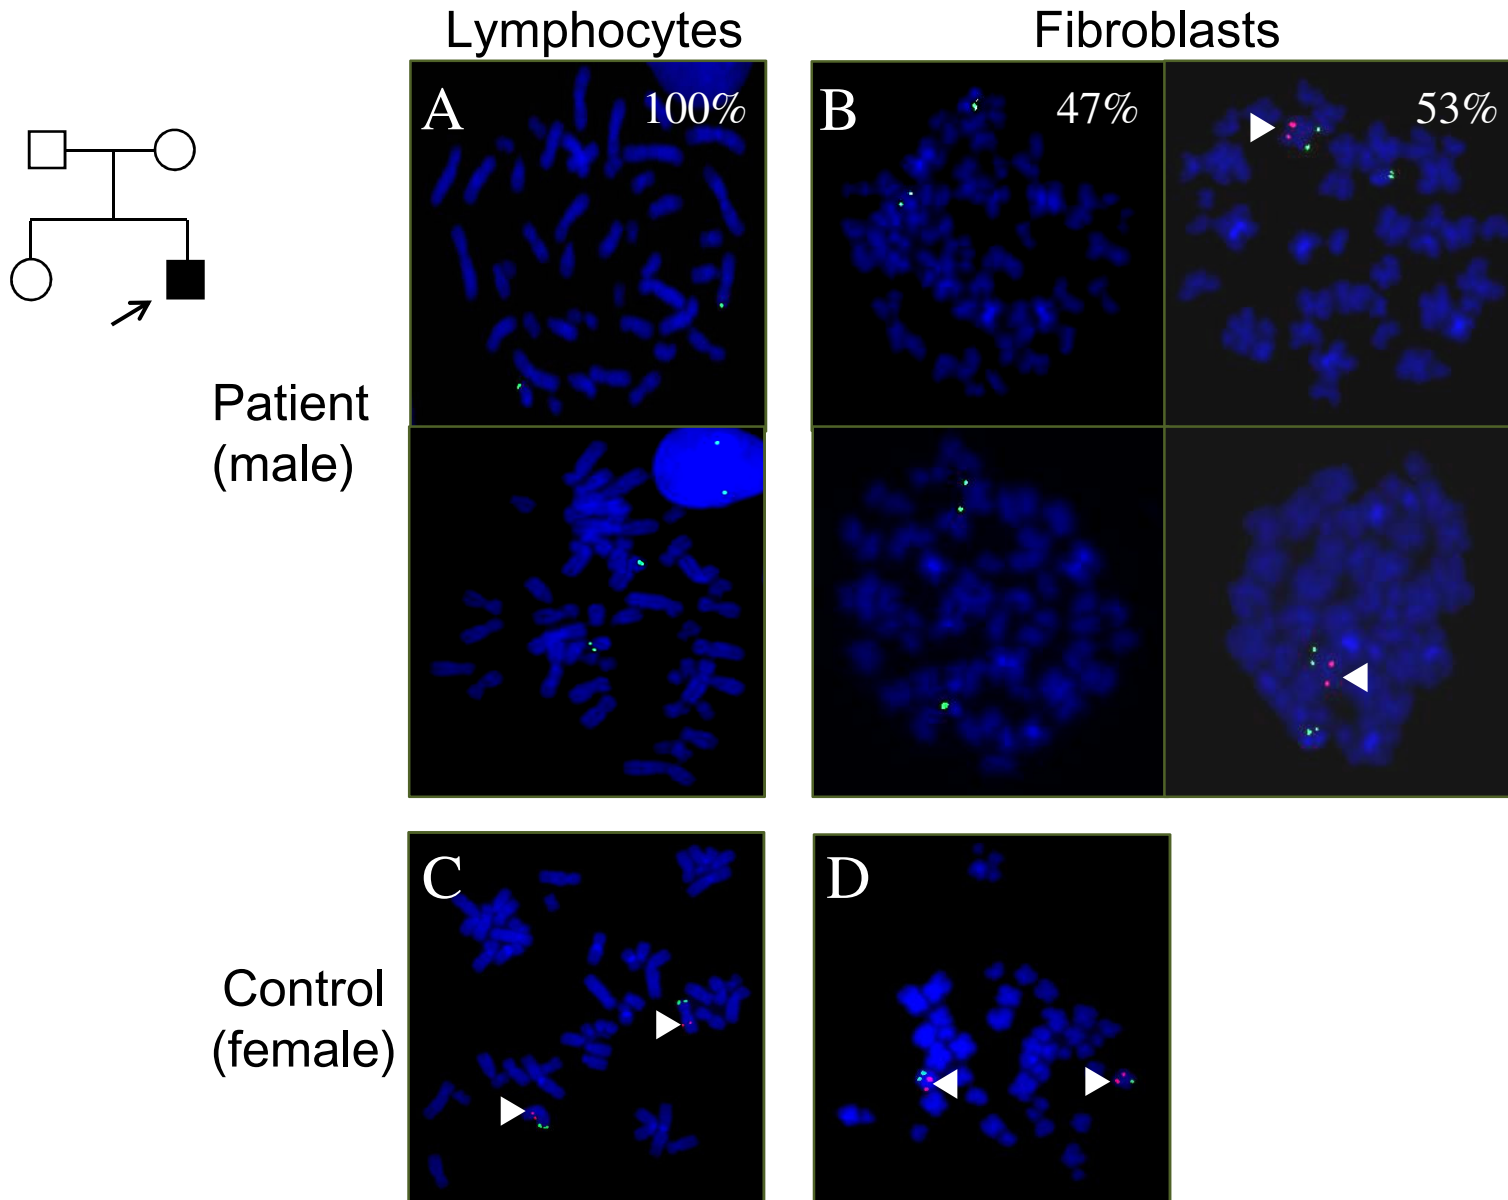 Lymphocytes
Fibroblasts
A
100%
B
47%
53%
Patient
(male)
C
D
Control
(female)